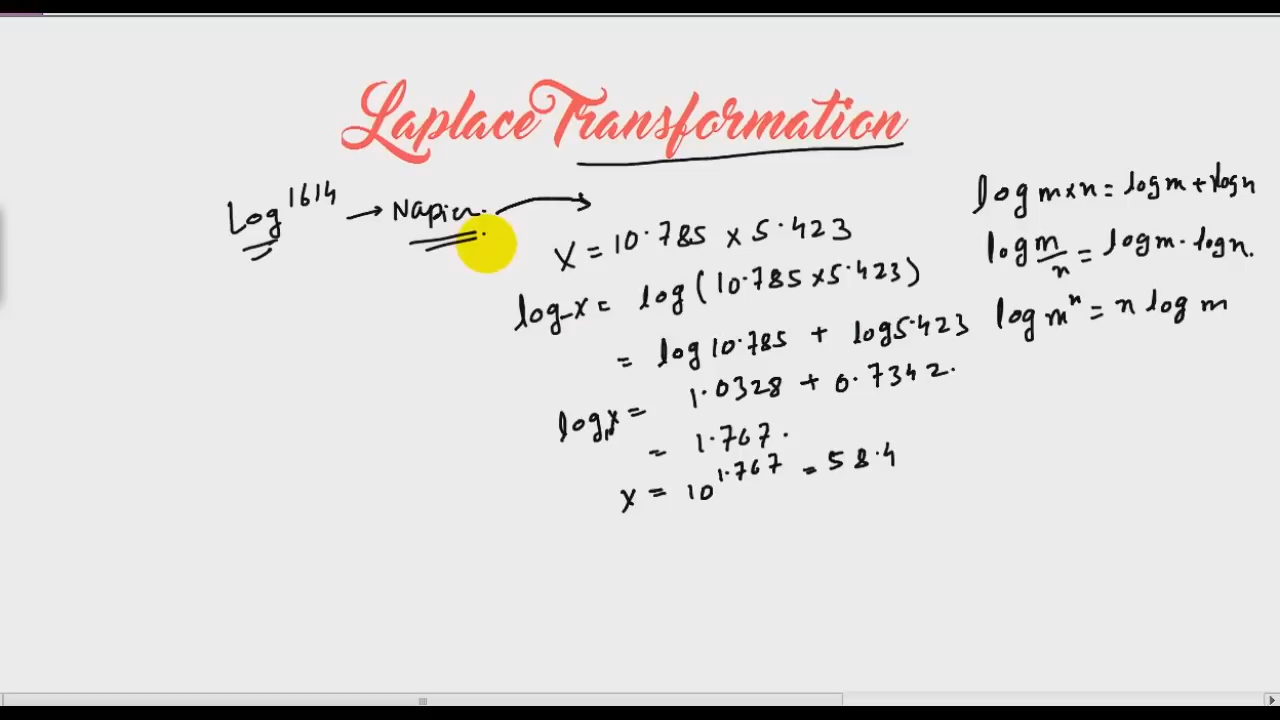 Laplace Transformation
Log 1614 → Napier.
X = 10.785 x 5.423
log X = log (10.785 x 5.423)
= log 10.785 + log 5.423
log X = 1.0328 + 0.7342.
= 1.767.
X = 10^1.767 = 58.4
log m x n = log m + log n
log m/n = log m . log n.
log m^n = n log m